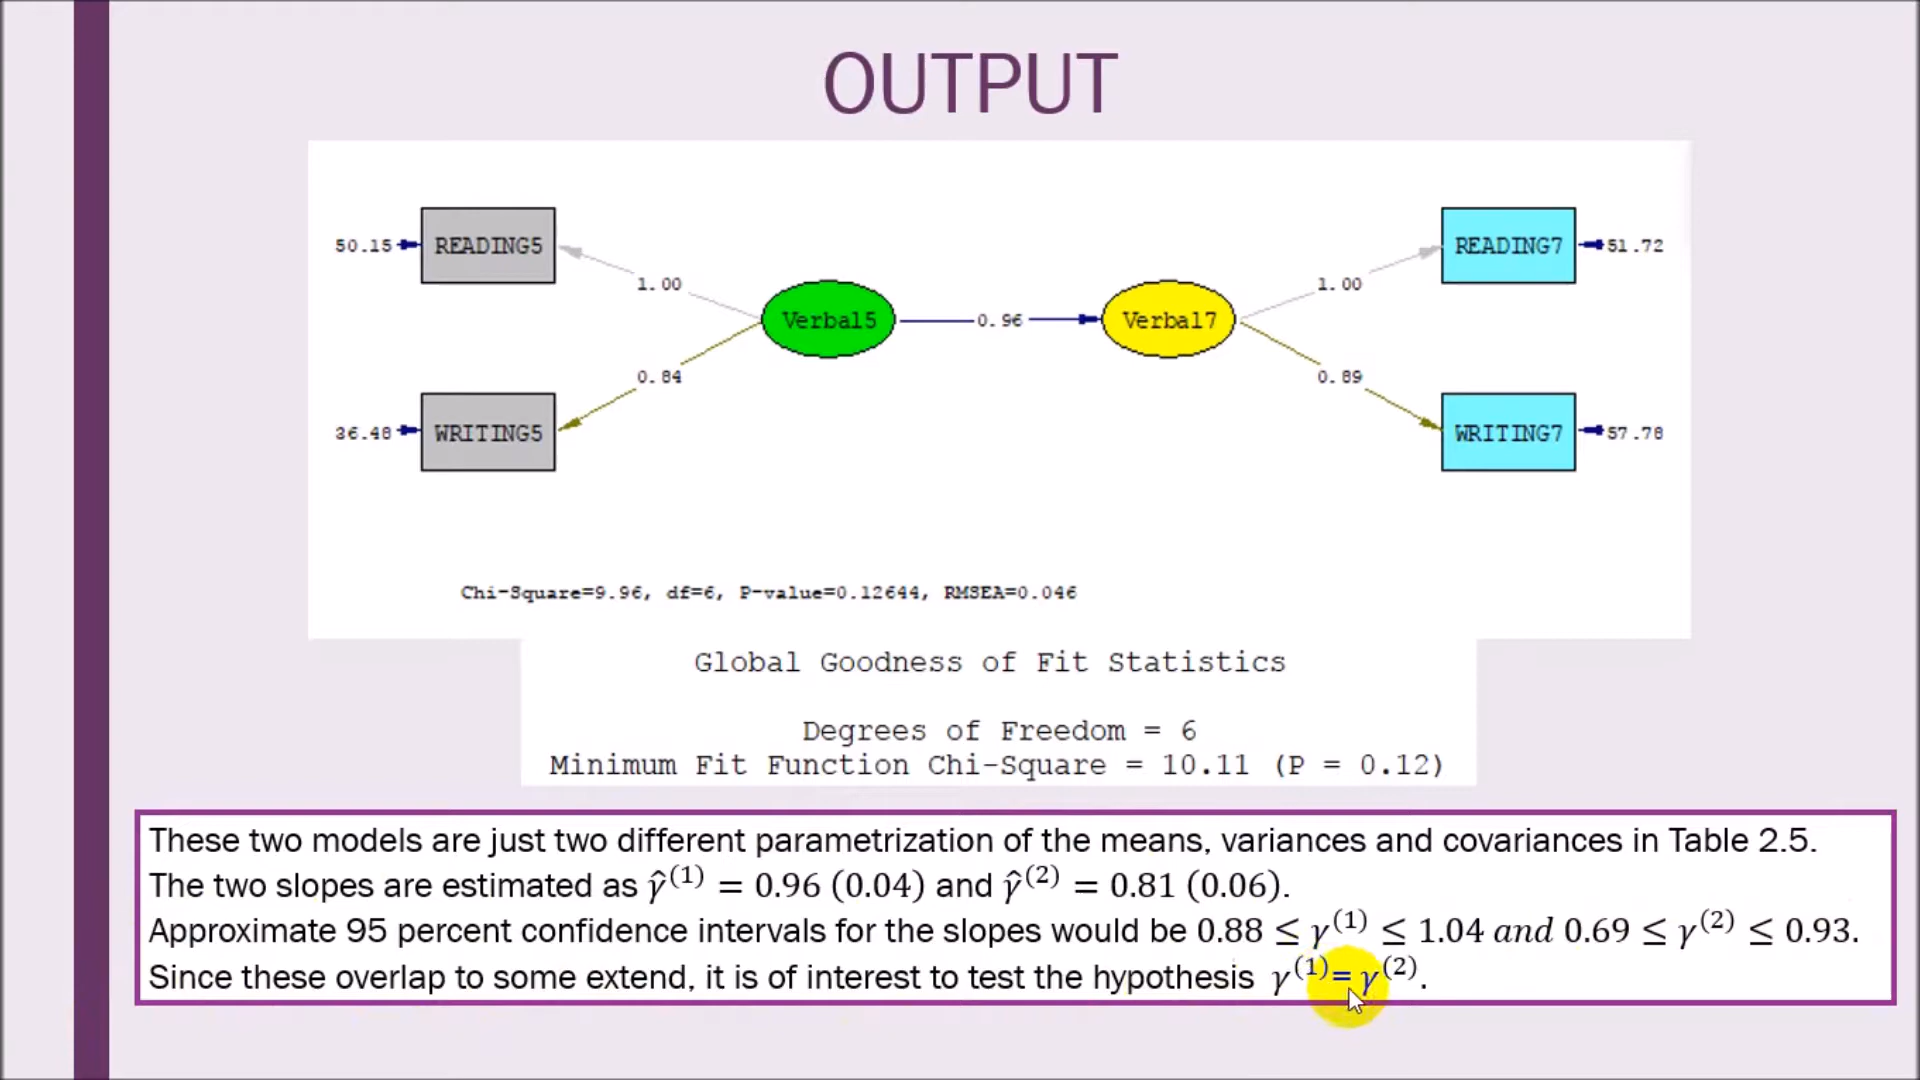 OUTPUT
50.15 READING5 1.00 1.00 READING7 51.72
Verbal5 0.96 Verbal7
0.84 0.89
36.48 WRITING5 WRITING7 57.78
Chi-Square=9.96, df=6, P-value=0.12644, RMSEA=0.046
Global Goodness of Fit Statistics
Degrees of Freedom = 6
Minimum Fit Function Chi-Square = 10.11 (P = 0.12)
These two models are just two different parametrization of the means, variances and covariances in Table 2.5.
The two slopes are estimated as γ̂⁽¹⁾ = 0.96 (0.04) and γ̂⁽²⁾ = 0.81 (0.06).
Approximate 95 percent confidence intervals for the slopes would be 0.88 ≤ γ⁽¹⁾ ≤ 1.04 and 0.69 ≤ γ⁽²⁾ ≤ 0.93.
Since these overlap to some extend, it is of interest to test the hypothesis γ⁽¹⁾= γ⁽²⁾.